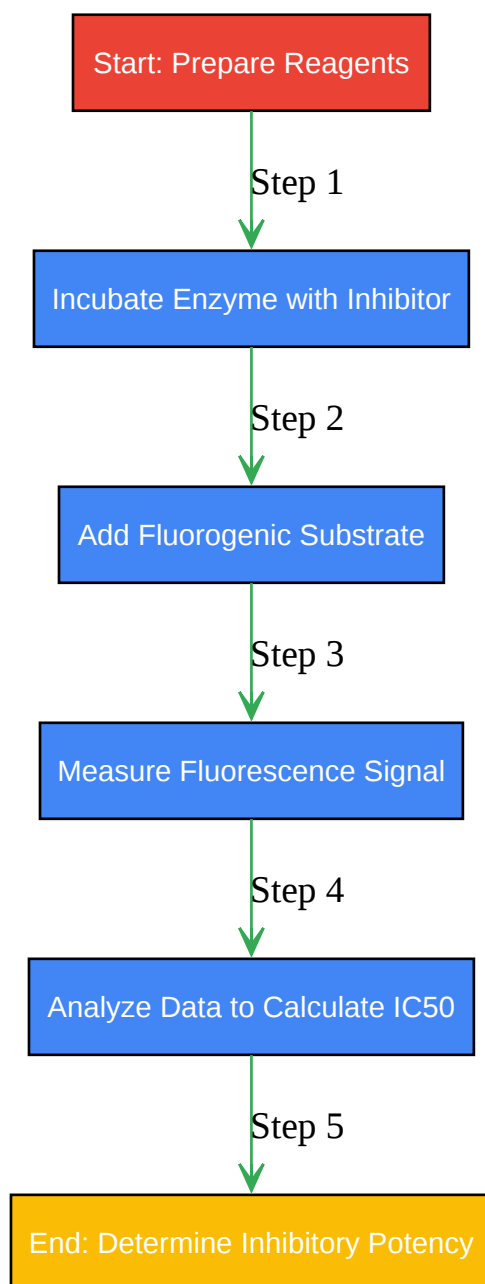 Start: Prepare Reagents
Step 1
Incubate Enzyme with Inhibitor
Step 2
Add Fluorogenic Substrate
Step 3
Measure Fluorescence Signal
Step 4
Analyze Data to Calculate IC50
Step 5
End: Determine Inhibitory Potency